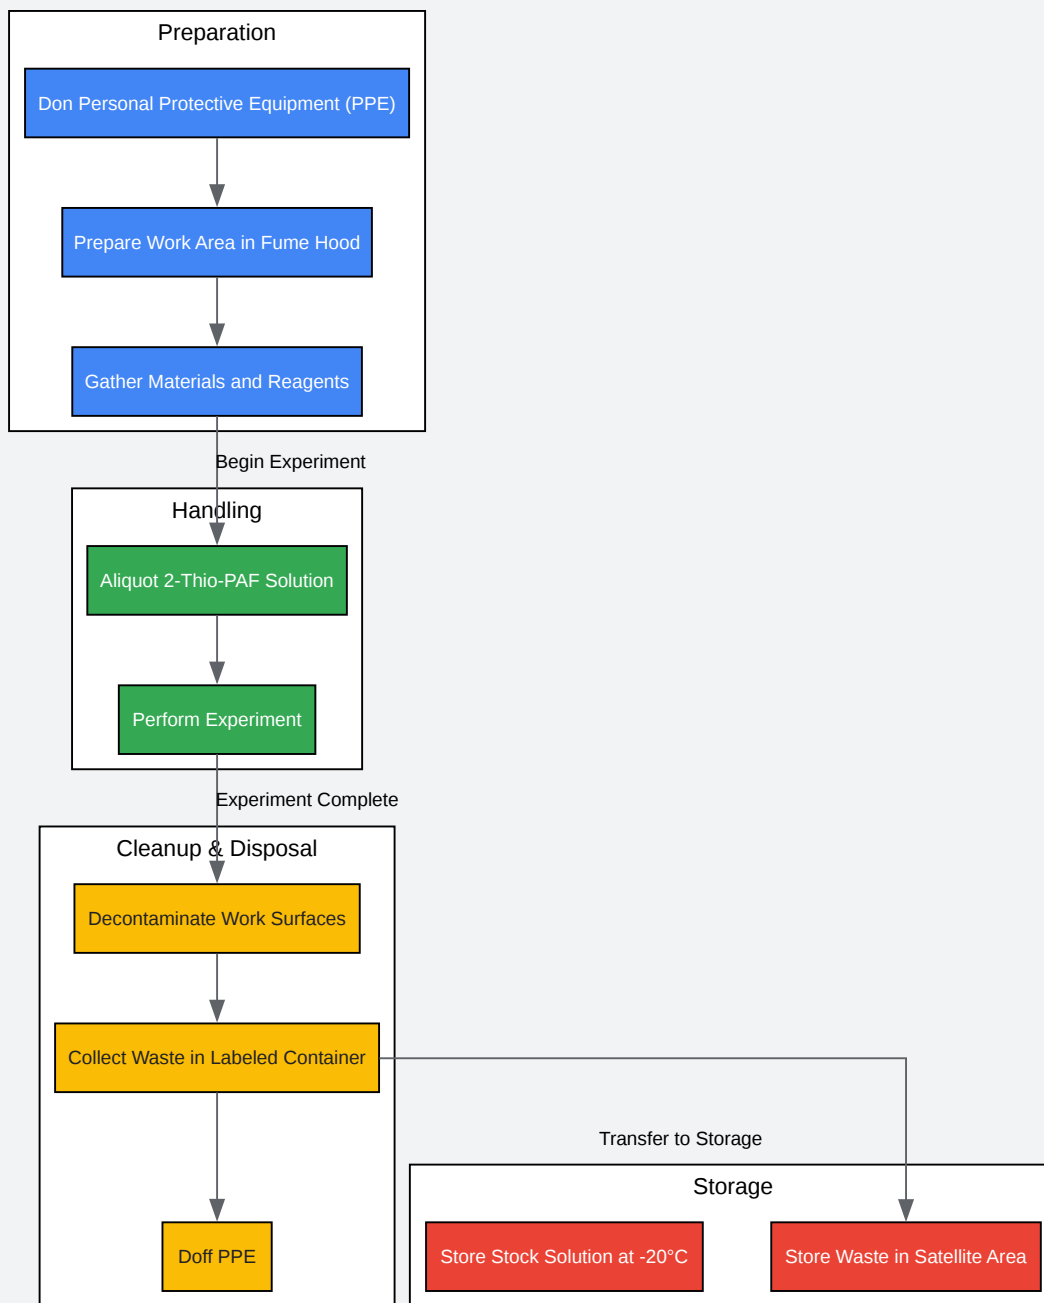 Preparation
Don Personal Protective Equipment (PPE)
Prepare Work Area in Fume Hood
Gather Materials and Reagents
Begin Experiment
Handling
Aliquot 2-Thio-PAF Solution
Perform Experiment
Experiment Complete
Cleanup & Disposal
Decontaminate Work Surfaces
Collect Waste in Labeled Container
Transfer to Storage
Storage
Doff PPE
Store Stock Solution at -20°C
Store Waste in Satellite Area